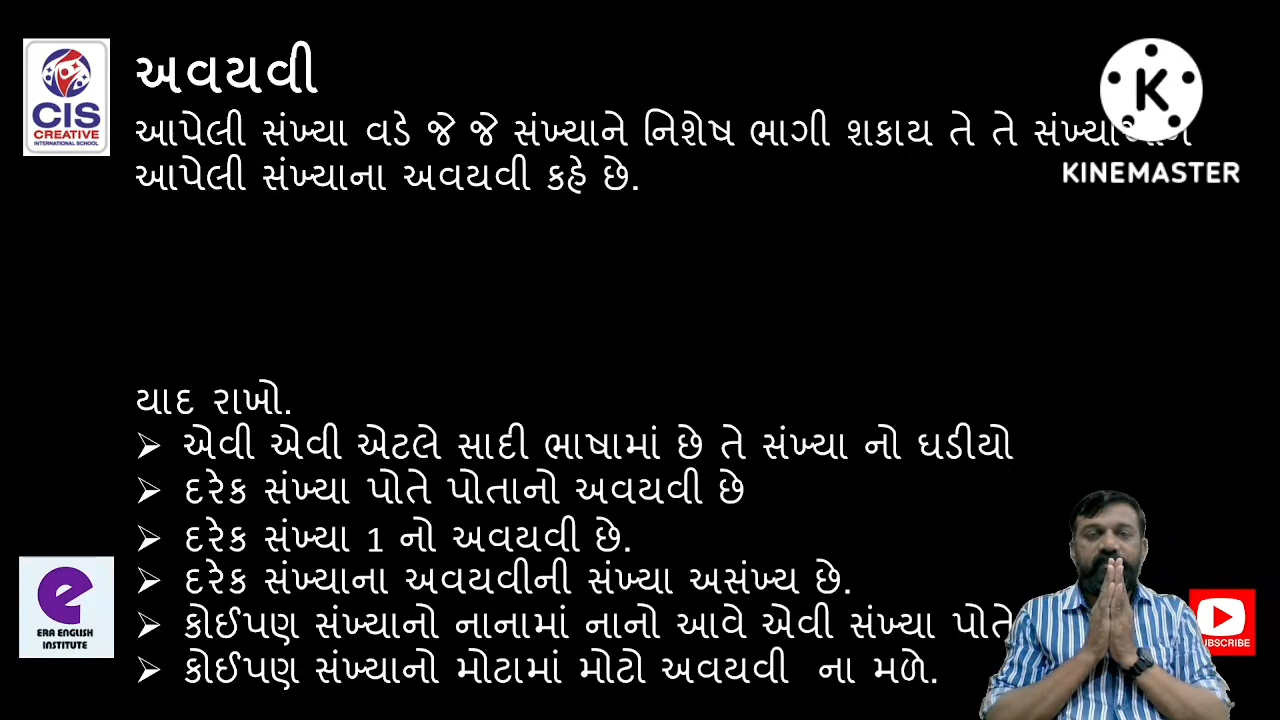 અવયવી
આપેલી સંખ્યા વડે જે જે સંખ્યાને નિશેષ ભાગી શકાય તે તે
આપેલી સંખ્યાના અવયવી કહે છે.
યાદ રાખો.
➢ એવી એવી એટલે સાદી ભાષામાં છે તે સંખ્યા નો ઘડીયો
➢ દરેક સંખ્યા પોતે પોતાનો અવયવી છે
➢ દરેક સંખ્યા 1 નો અવયવી છે.
➢ દરેક સંખ્યાના અવયવીની સંખ્યા અસંખ્ય છે.
➢ કોઈપણ સંખ્યાનો નાનામાં નાનો આવે એવી સંખ્યા પોતે
➢ કોઈપણ સંખ્યાનો મોટામાં મોટો અવયવી ના મળે.
CIS
CREATIVE
INTERNATIONAL SCHOOL
K
KINEMASTER
e
ERA ENGLISH
INSTITUTE